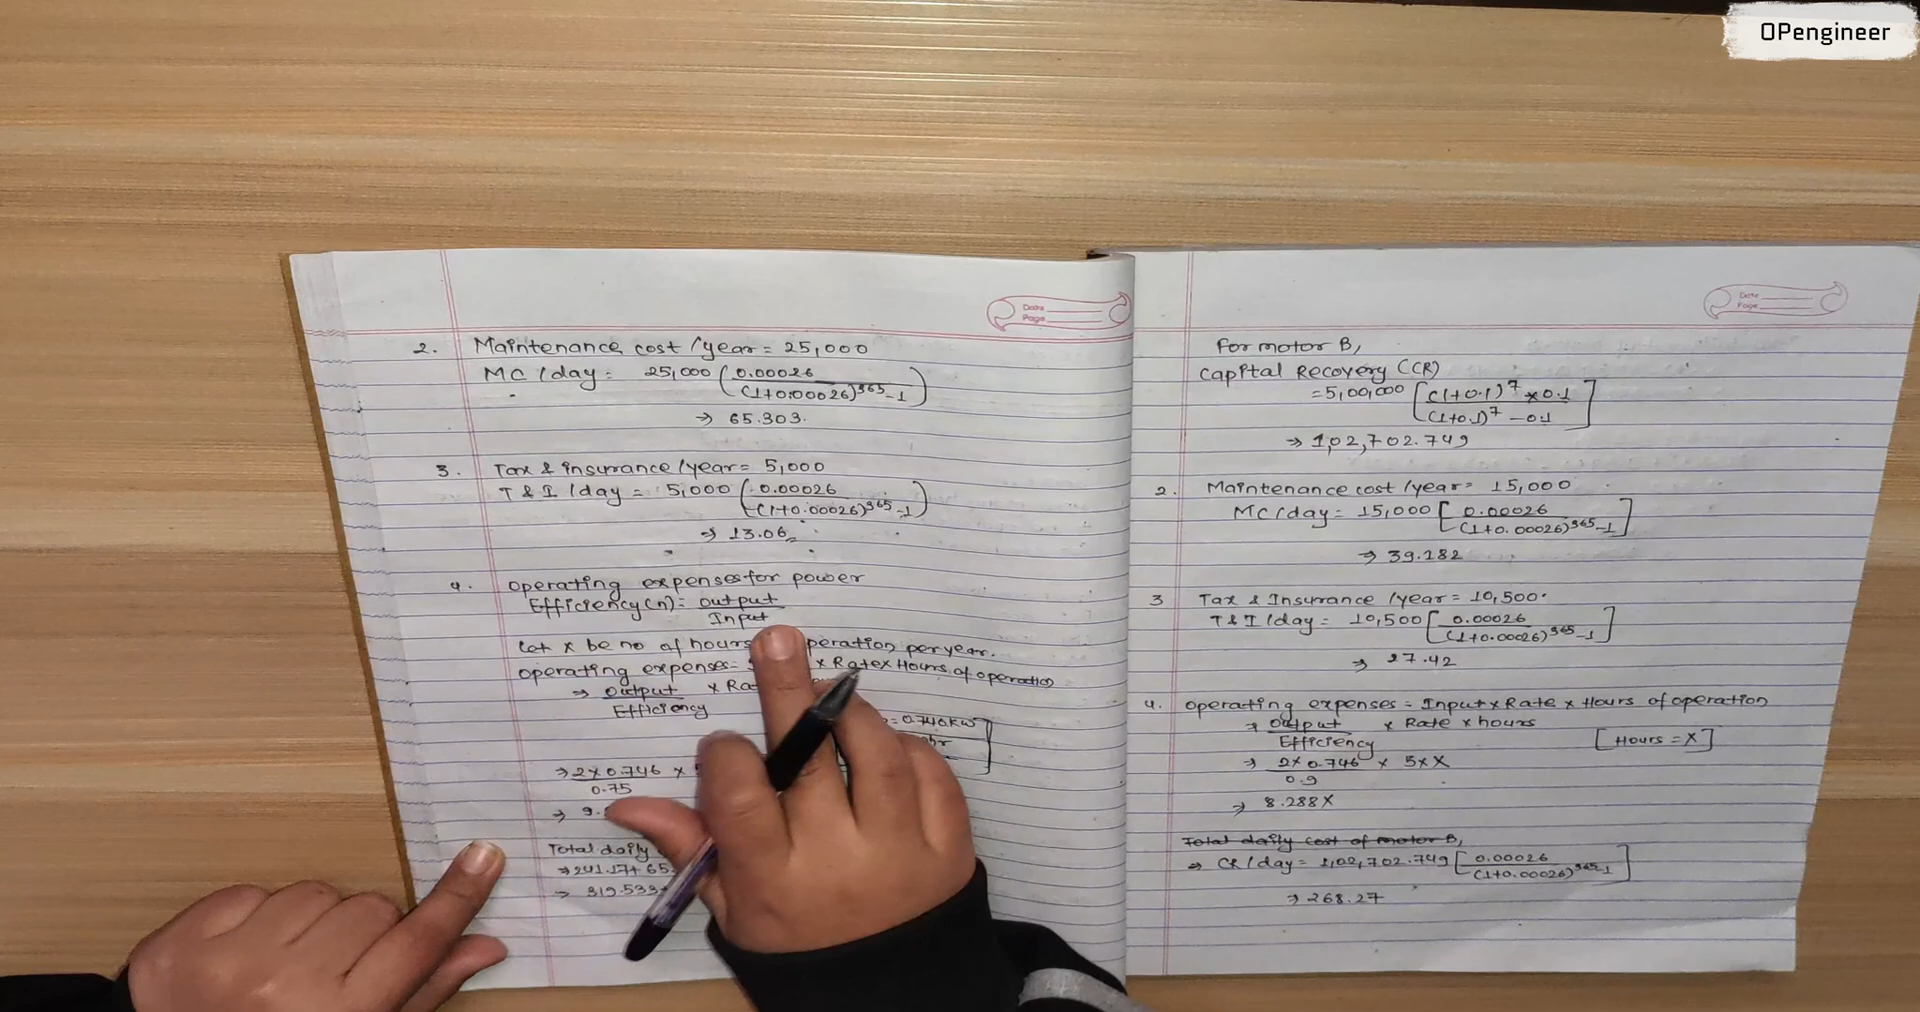 OPengineer
Date
Page
2. Maintenance cost /year = 25,000
MC /day = 25,000 (0.00026 / (1+0.00026)^365-1)
⇒ 65.303.
3. Tax & insurance /year = 5,000
T & I /day = 5,000 (0.00026 / (1+0.00026)^365-1)
⇒ 13.06
4. operating expenses for power
Efficiency (n) = output / Input
Let x be no of hours operation per year.
operating expenses = x Rate x Hours of operation
⇒ output / Efficiency x
= 0.746kW
⇒ 2 x 0.746 / 0.75 x
⇒ 9.
Total daily
⇒ 241.17 + 65.
⇒ 319.533+
Date
Page
for motor B,
Capital Recovery (CR)
= 5,00,000 [(1+0.1)^7 x 0.1 / (1+0.1)^7 - 0.1]
⇒ 1,02,702.749
2. Maintenance cost /year = 15,000
MC/day = 15,000 [0.00026 / (1+0.00026)^365-1]
⇒ 39.182
3 Tax & Insurance /year = 10,500.
T & I /day = 10,500 [0.00026 / (1+0.00026)^365-1]
⇒ 27.42
4. operating expenses = Input x Rate x Hours of operation
⇒ output / Efficiency x Rate x hours
[Hours = x]
⇒ 2 x 0.746 / 0.9 x 5 x X
⇒ 8.288 X
Total daily cost of motor B,
⇒ CR /day = 1,02,702.749 [0.00026 / (1+0.00026)^365-1]
⇒ 268.27